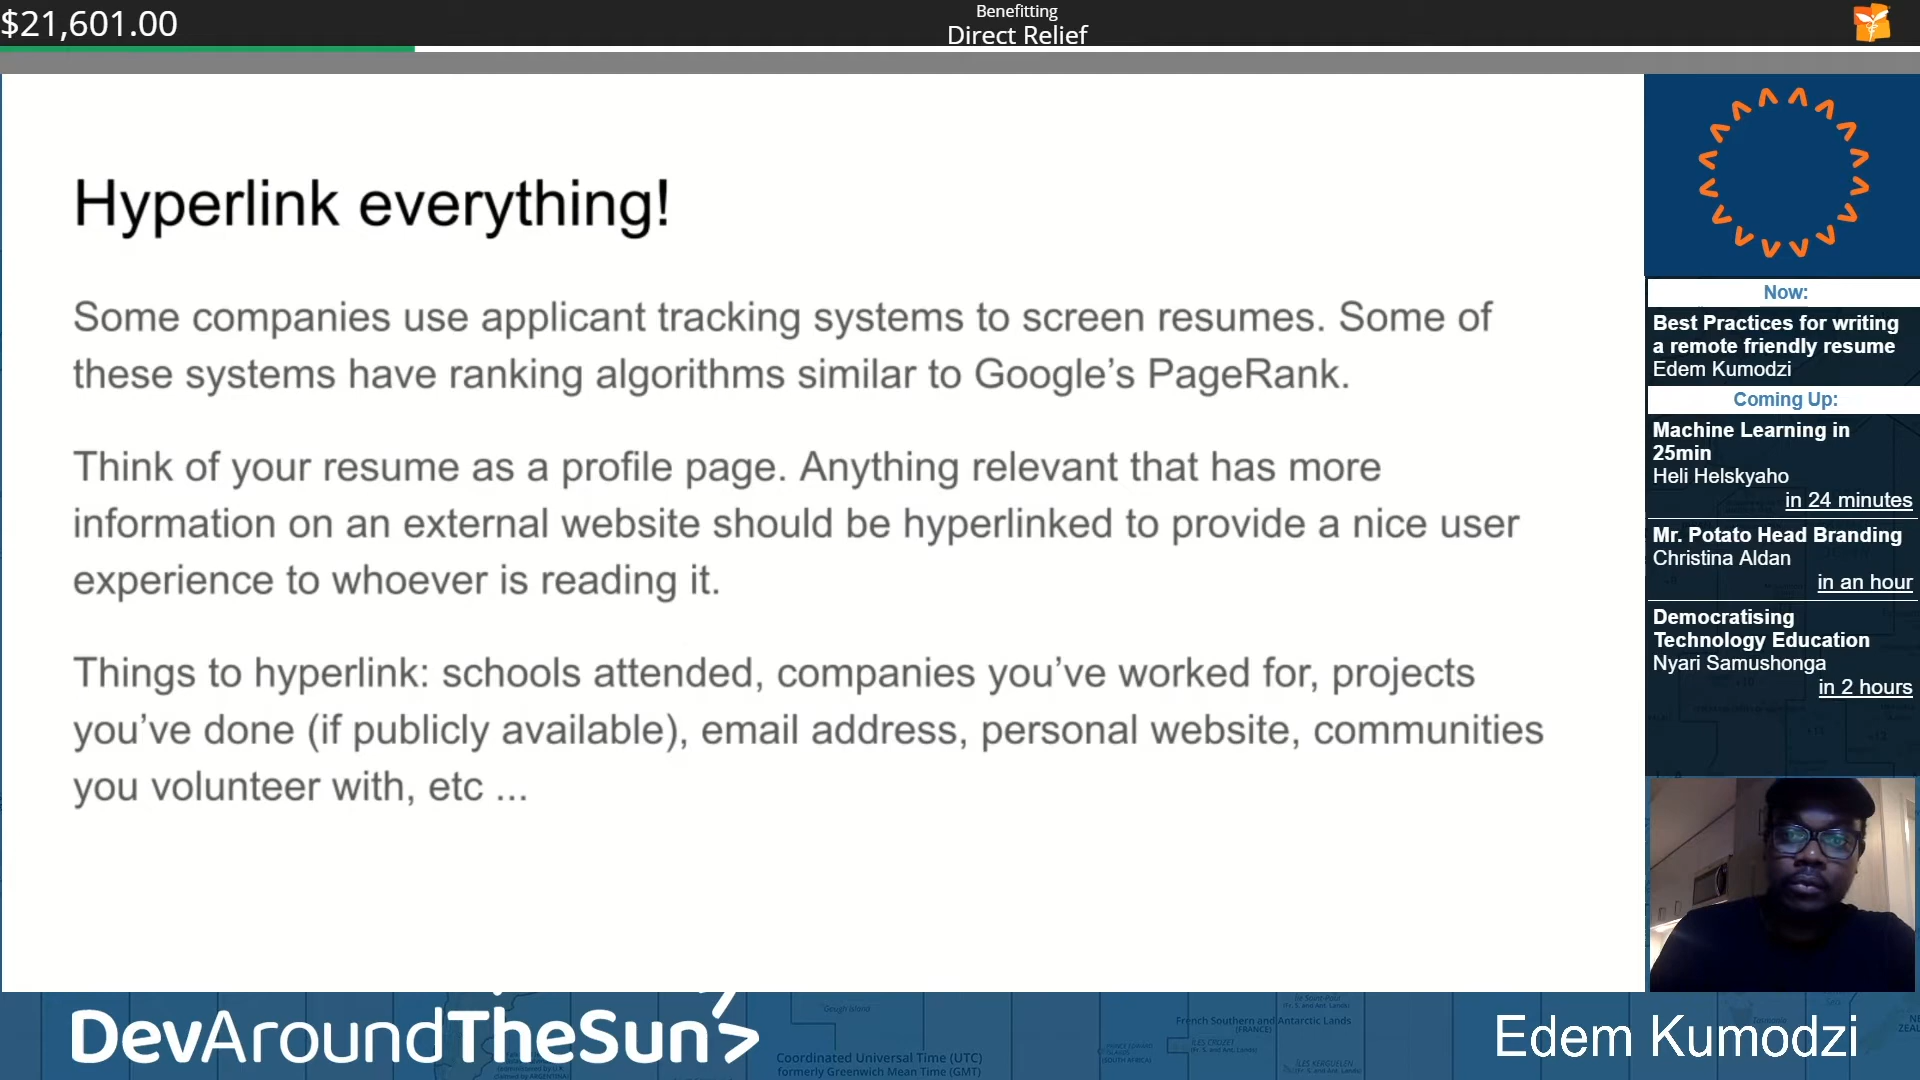 $21,601.00
Benefitting
Direct Relief
Hyperlink everything!
Some companies use applicant tracking systems to screen resumes. Some of
these systems have ranking algorithms similar to Google's PageRank.
Think of your resume as a profile page. Anything relevant that has more
information on an external website should be hyperlinked to provide a nice user
experience to whoever is reading it.
Things to hyperlink: schools attended, companies you've worked for, projects
you've done (if publicly available), email address, personal website, communities
you volunteer with, etc ...
Now:
Best Practices for writing
a remote friendly resume
Edem Kumodzi
Coming Up:
Machine Learning in
25min
Heli Helskyaho
in 24 minutes
Mr. Potato Head Branding
Christina Aldan
in an hour
Democratising
Technology Education
Nyari Samushonga
in 2 hours
DevAroundTheSun
Gough Island
Coordinated Universal Time (UTC)
formerly Greenwich Mean Time (GMT)
French Southern and Antarctic Lands
(FRANCE)
Edem Kumodzi